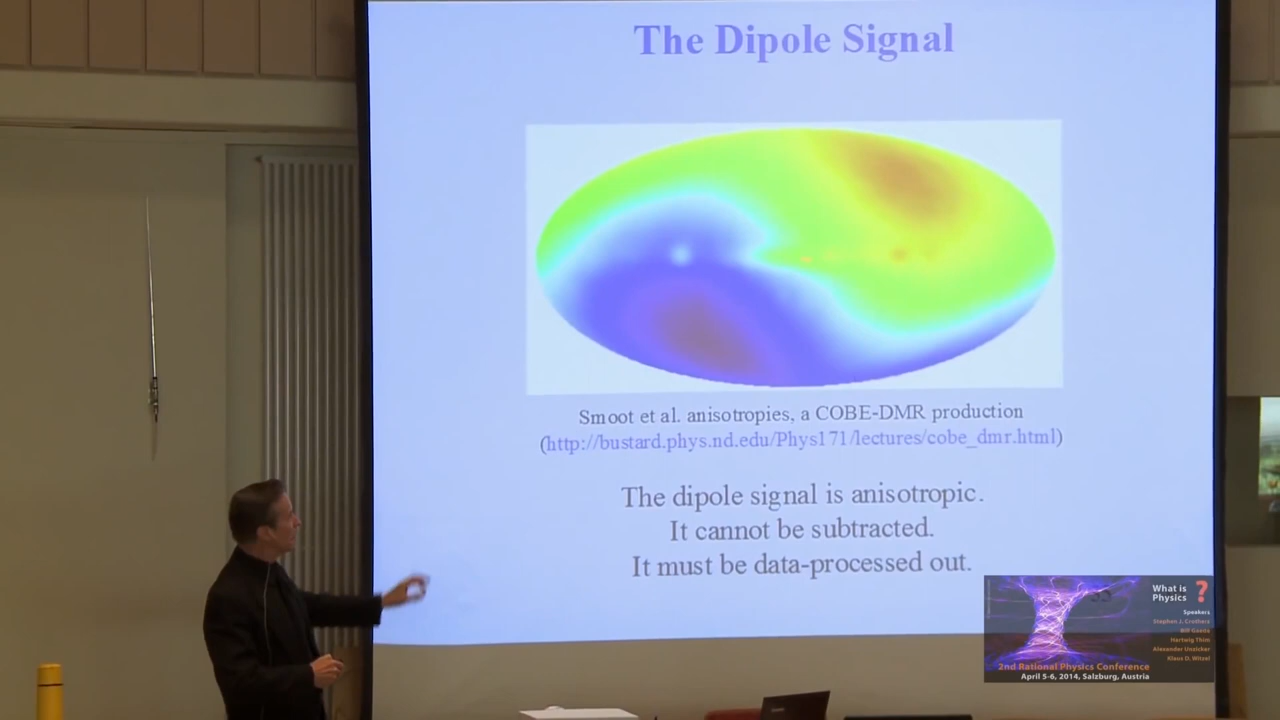 The Dipole Signal
Smoot et al. anisotropies, a COBE-DMR production
(http://bustard.phys.nd.edu/Phys171/lectures/cobe_dmr.html)
The dipole signal is anisotropic.
It cannot be subtracted.
It must be data-processed out.
What is
Physics ?
Speakers
Stephen J. Crothers
Bill Gaede
Hertwig Thim
Alexander Unzicker
Klaus D. Witzel
2nd Rational Physics Conference
April 5-6, 2014, Salzburg, Austria